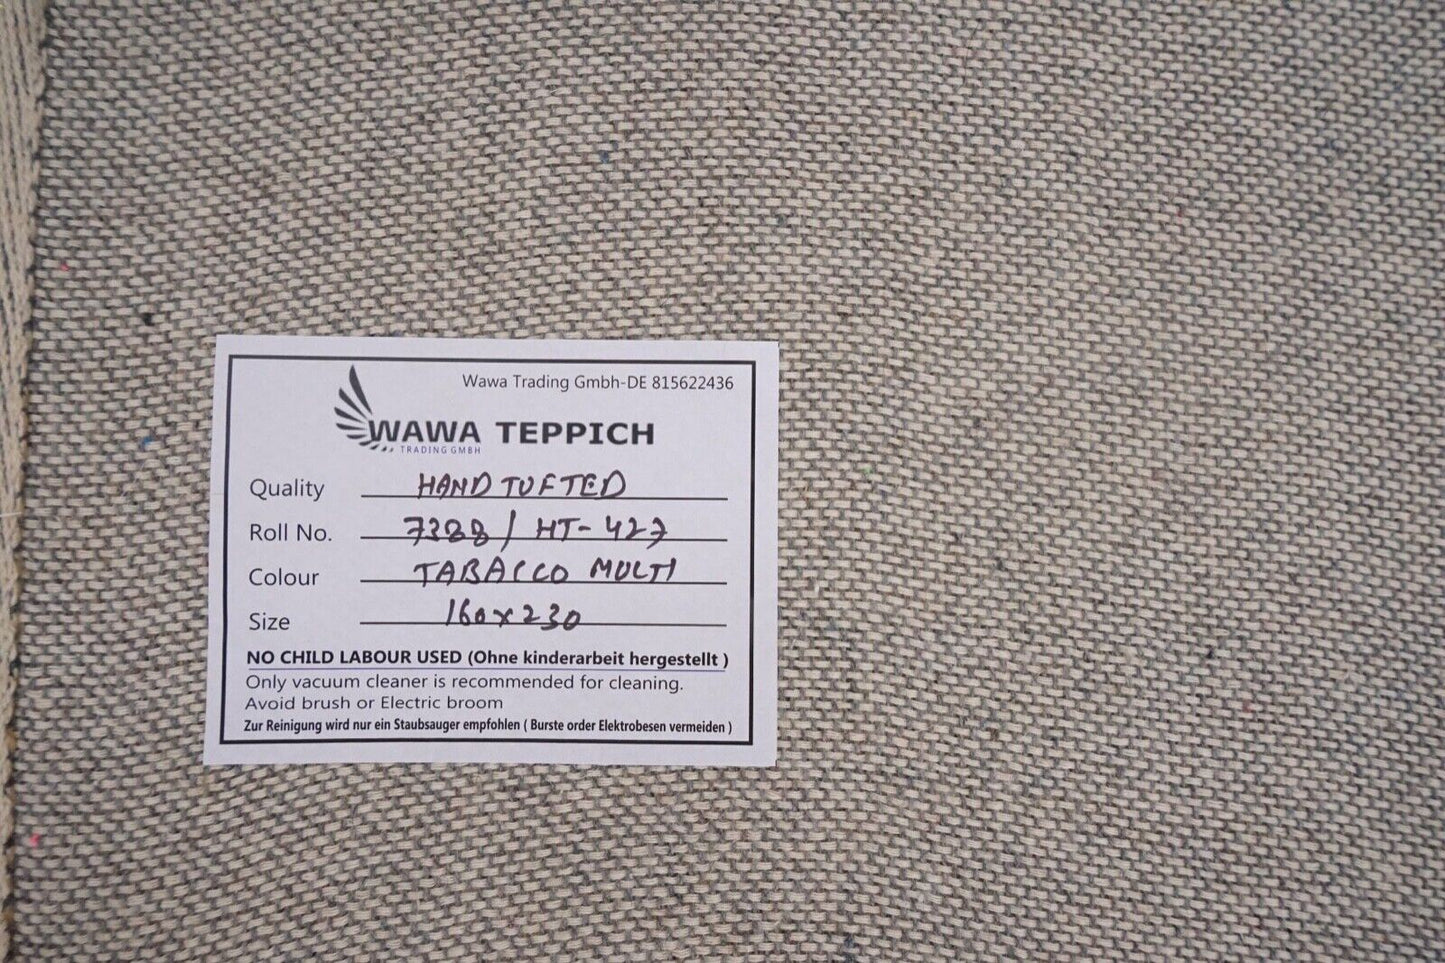 Wawa Trading Gmbh-DE 815622436
WAWA TEPPICH
TRADING GMBH
Quality HAND TUFTED
Roll No. 7388 / HT-427
Colour TABACCO MULTI
Size 160x230
NO CHILD LABOUR USED (Ohne kinderarbeit hergestellt )
Only vacuum cleaner is recommended for cleaning.
Avoid brush or Electric broom
Zur Reinigung wird nur ein Staubsauger empfohlen ( Burste order Elektrobesen vermeiden )